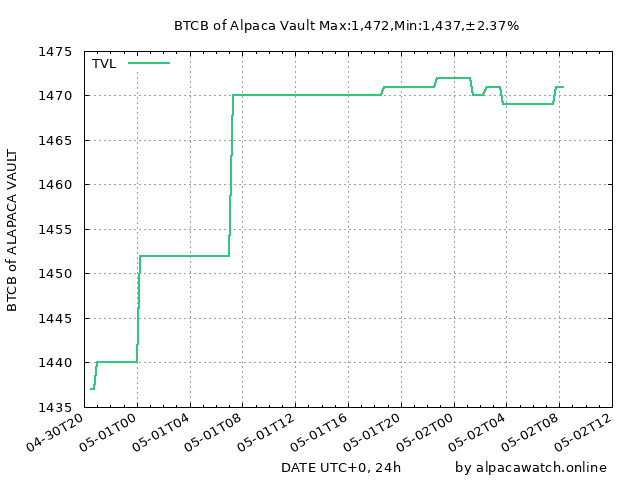 BTCB of Alpaca Vault Max:1,472,Min:1,437,±2.37%
TVL
BTCB of ALAPACA VAULT
1475
1470
1465
1460
1455
1450
1445
1440
1435
04-30T20
05-01T00
05-01T04
05-01T08
05-01T12
05-01T16
05-01T20
05-02T00
05-02T04
05-02T08
05-02T12
DATE UTC+0, 24h
by alpacawatch.online